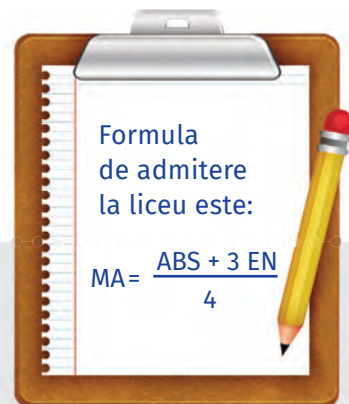 Formula
de admitere
la liceu este:
MA = ABS + 3 EN
4